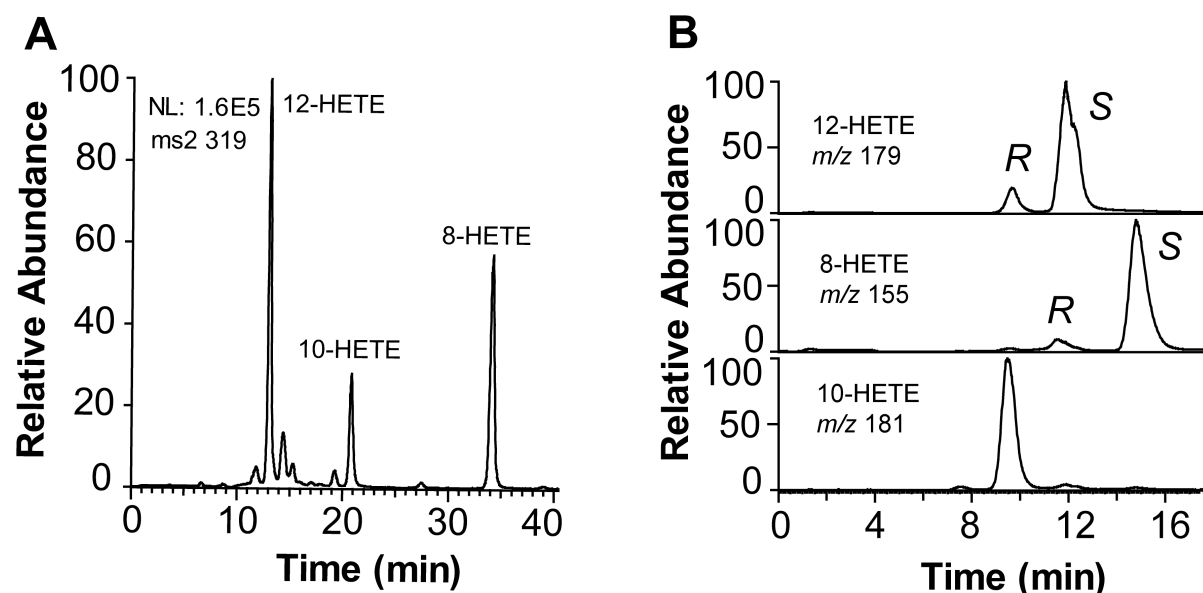 A
Relative Abundance
100
80
60
40
20
0
NL: 1.6E5
ms2 319
12-HETE
10-HETE
8-HETE
0 10 20 30 40
Time (min)
B
Relative Abundance
100
50
0
12-HETE
m/z 179
R
S
100
50
0
8-HETE
m/z 155
R
S
100
50
0
10-HETE
m/z 181
0 4 8 12 16
Time (min)